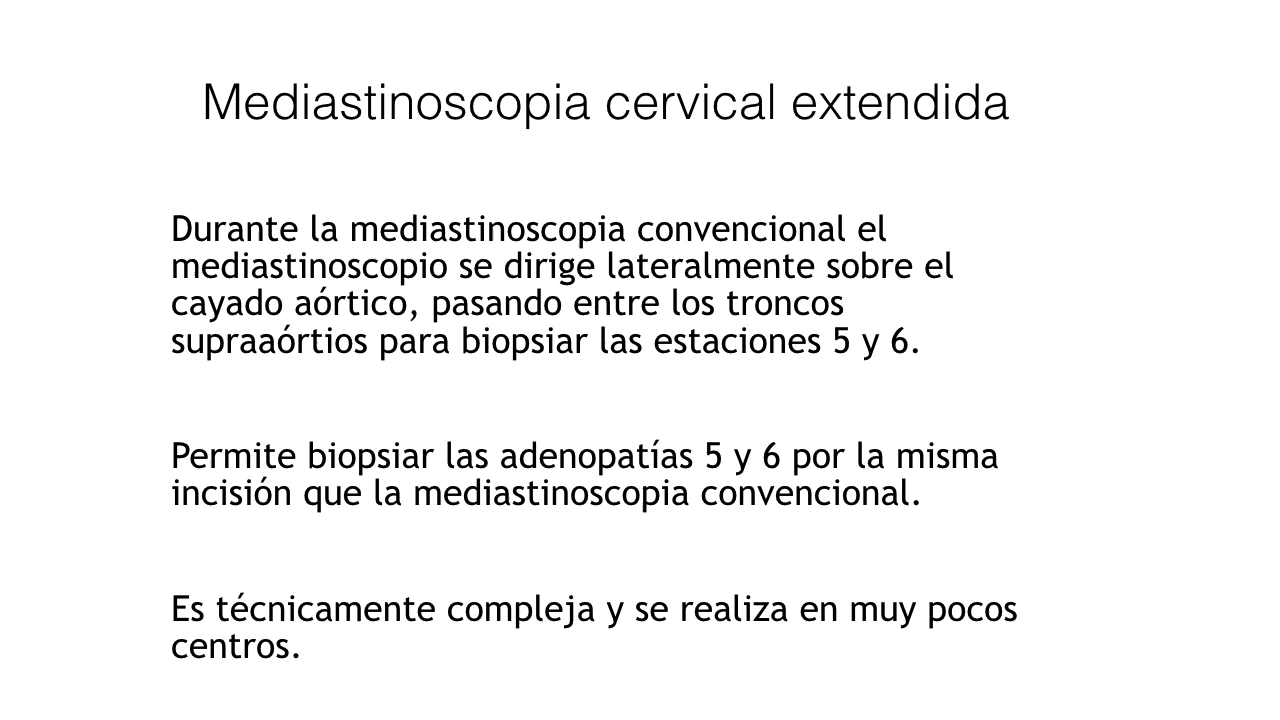 Mediastinoscopia cervical extendida
Durante la mediastinoscopia convencional el
mediastinoscopio se dirige lateralmente sobre el
cayado aórtico, pasando entre los troncos
supraaórtios para biopsiar las estaciones 5 y 6.
Permite biopsiar las adenopatías 5 y 6 por la misma
incisión que la mediastinoscopia convencional.
Es técnicamente compleja y se realiza en muy pocos
centros.